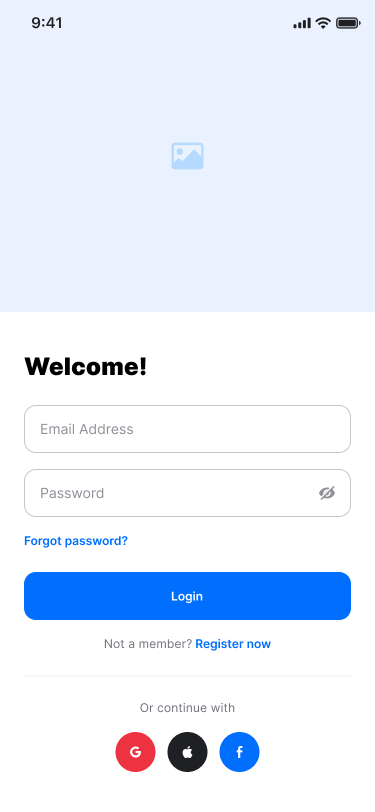 9:41
Welcome!
Email Address
Password
Forgot password?
Login
Not a member? Register now
Or continue with